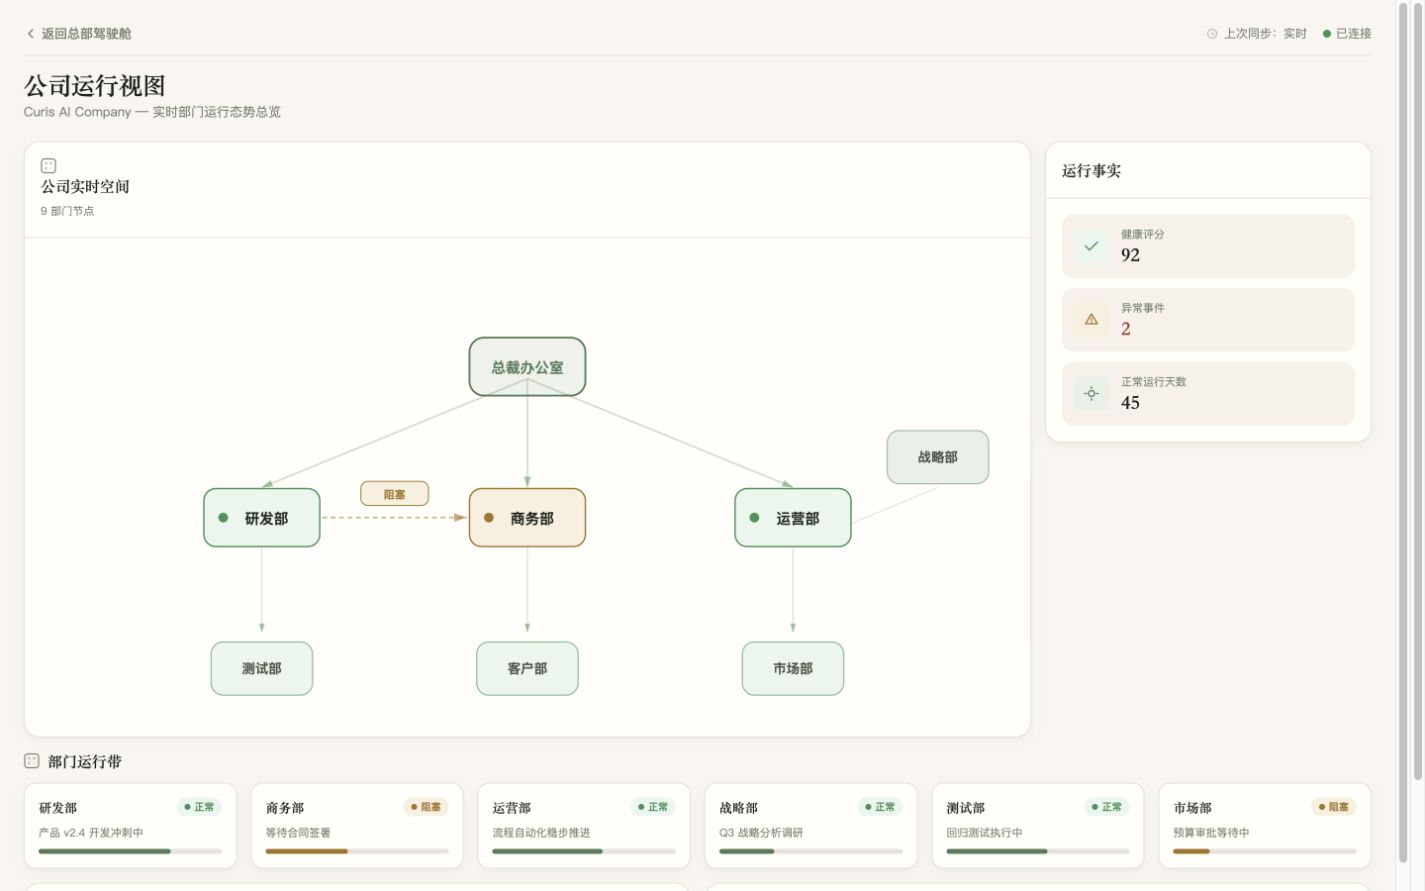 返回总部驾驶舱
上次同步：实时
已连接
公司运行视图
Curis AI Company — 实时部门运行态势总览
公司实时空间
9 部门节点
运行事实
健康评分
92
异常事件
2
正常运行天数
45
总裁办公室
战略部
阻塞
研发部
商务部
运营部
测试部
客户部
市场部
部门运行带
研发部
正常
产品 v2.4 开发冲刺中
商务部
阻塞
等待合同签署
运营部
正常
流程自动化稳步推进
战略部
正常
Q3 战略分析调研
测试部
正常
回归测试执行中
市场部
阻塞
预算审批等待中